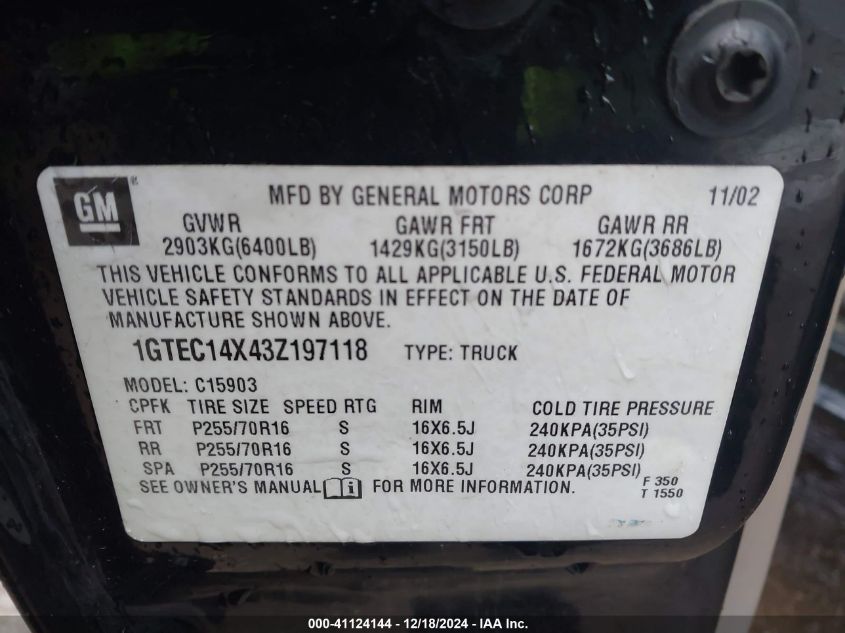 GM®
MFD BY GENERAL MOTORS CORP 11/02
GVWR GAWR FRT GAWR RR
2903KG(6400LB) 1429KG(3150LB) 1672KG(3686LB)
THIS VEHICLE CONFORMS TO ALL APPLICABLE U.S. FEDERAL MOTOR
VEHICLE SAFETY STANDARDS IN EFFECT ON THE DATE OF
MANUFACTURE SHOWN ABOVE.
1GTEC14X43Z197118 TYPE: TRUCK
MODEL: C15903
CPFK TIRE SIZE SPEED RTG RIM COLD TIRE PRESSURE
FRT P255/70R16 S 16X6.5J 240KPA(35PSI)
RR P255/70R16 S 16X6.5J 240KPA(35PSI)
SPA P255/70R16 S 16X6.5J 240KPA(35PSI)
SEE OWNER'S MANUAL i FOR MORE INFORMATION.
F 350
T 1550
000-41124144 - 12/18/2024 - IAA Inc.